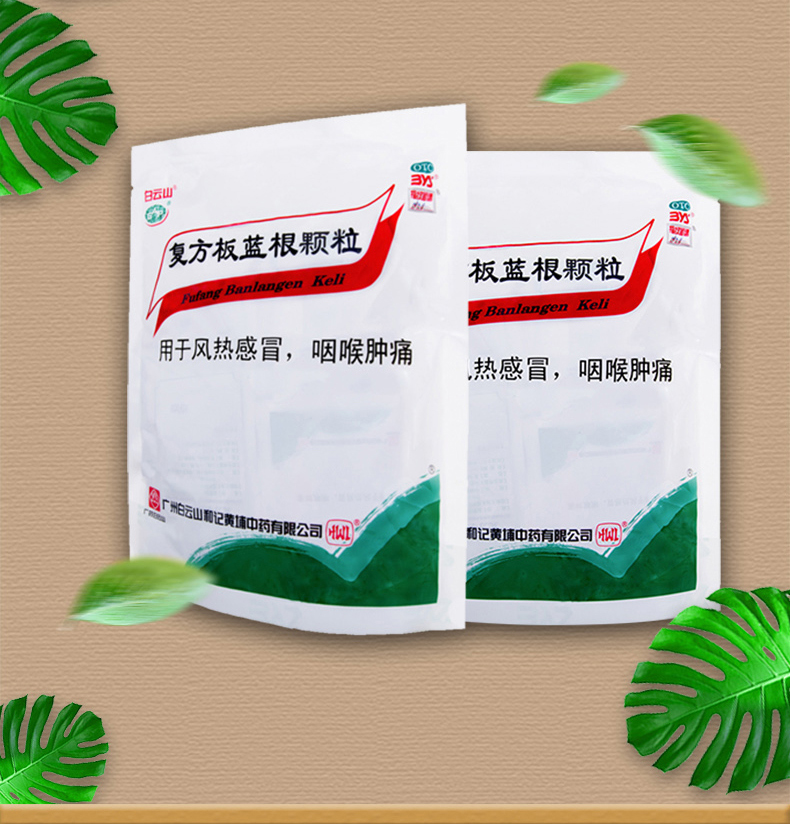 白云山®
OTC
BYS
复方板蓝根颗粒
Fufang Banlangen Keli
用于风热感冒，咽喉肿痛
广州白云山和记黄埔中药有限公司
OTC
BYS
板蓝根颗粒
ng Banlangen Keli
热感冒，咽喉肿痛
和记黄埔中药有限公司